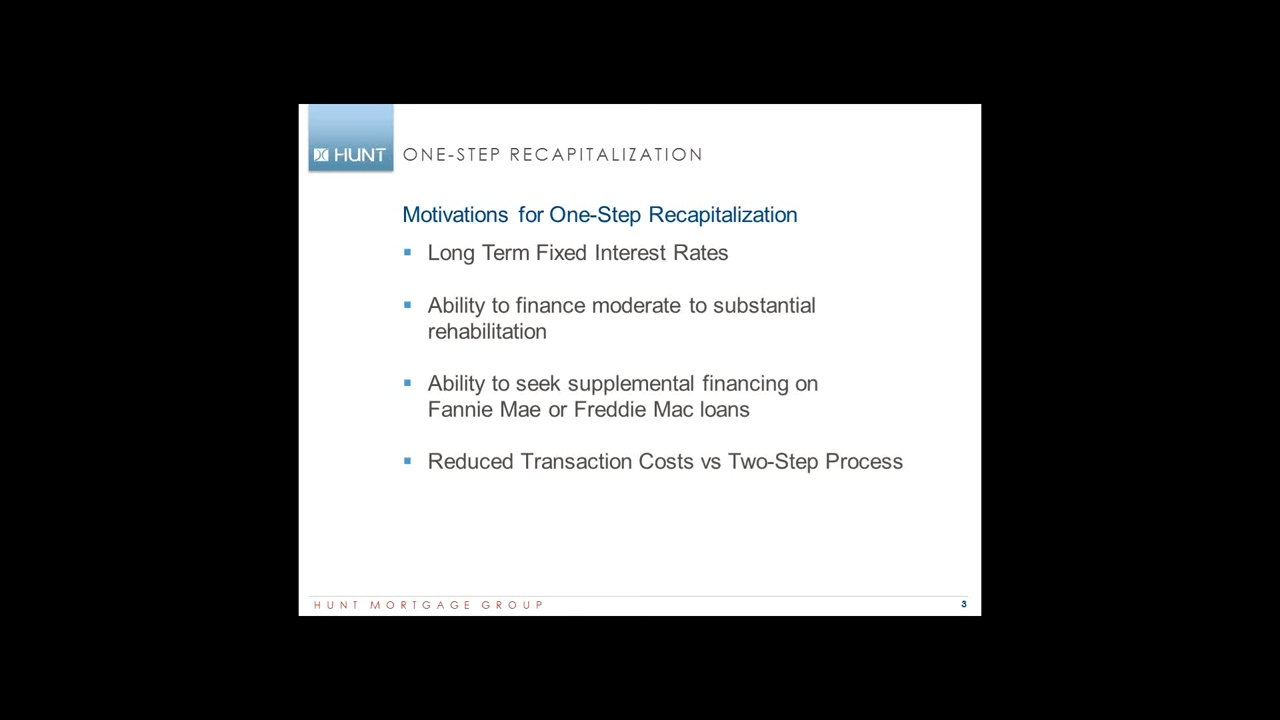 HUNT
ONE-STEP RECAPITALIZATION
Motivations for One-Step Recapitalization
▪ Long Term Fixed Interest Rates
▪ Ability to finance moderate to substantial
rehabilitation
▪ Ability to seek supplemental financing on
Fannie Mae or Freddie Mac loans
▪ Reduced Transaction Costs vs Two-Step Process
HUNT MORTGAGE GROUP
3